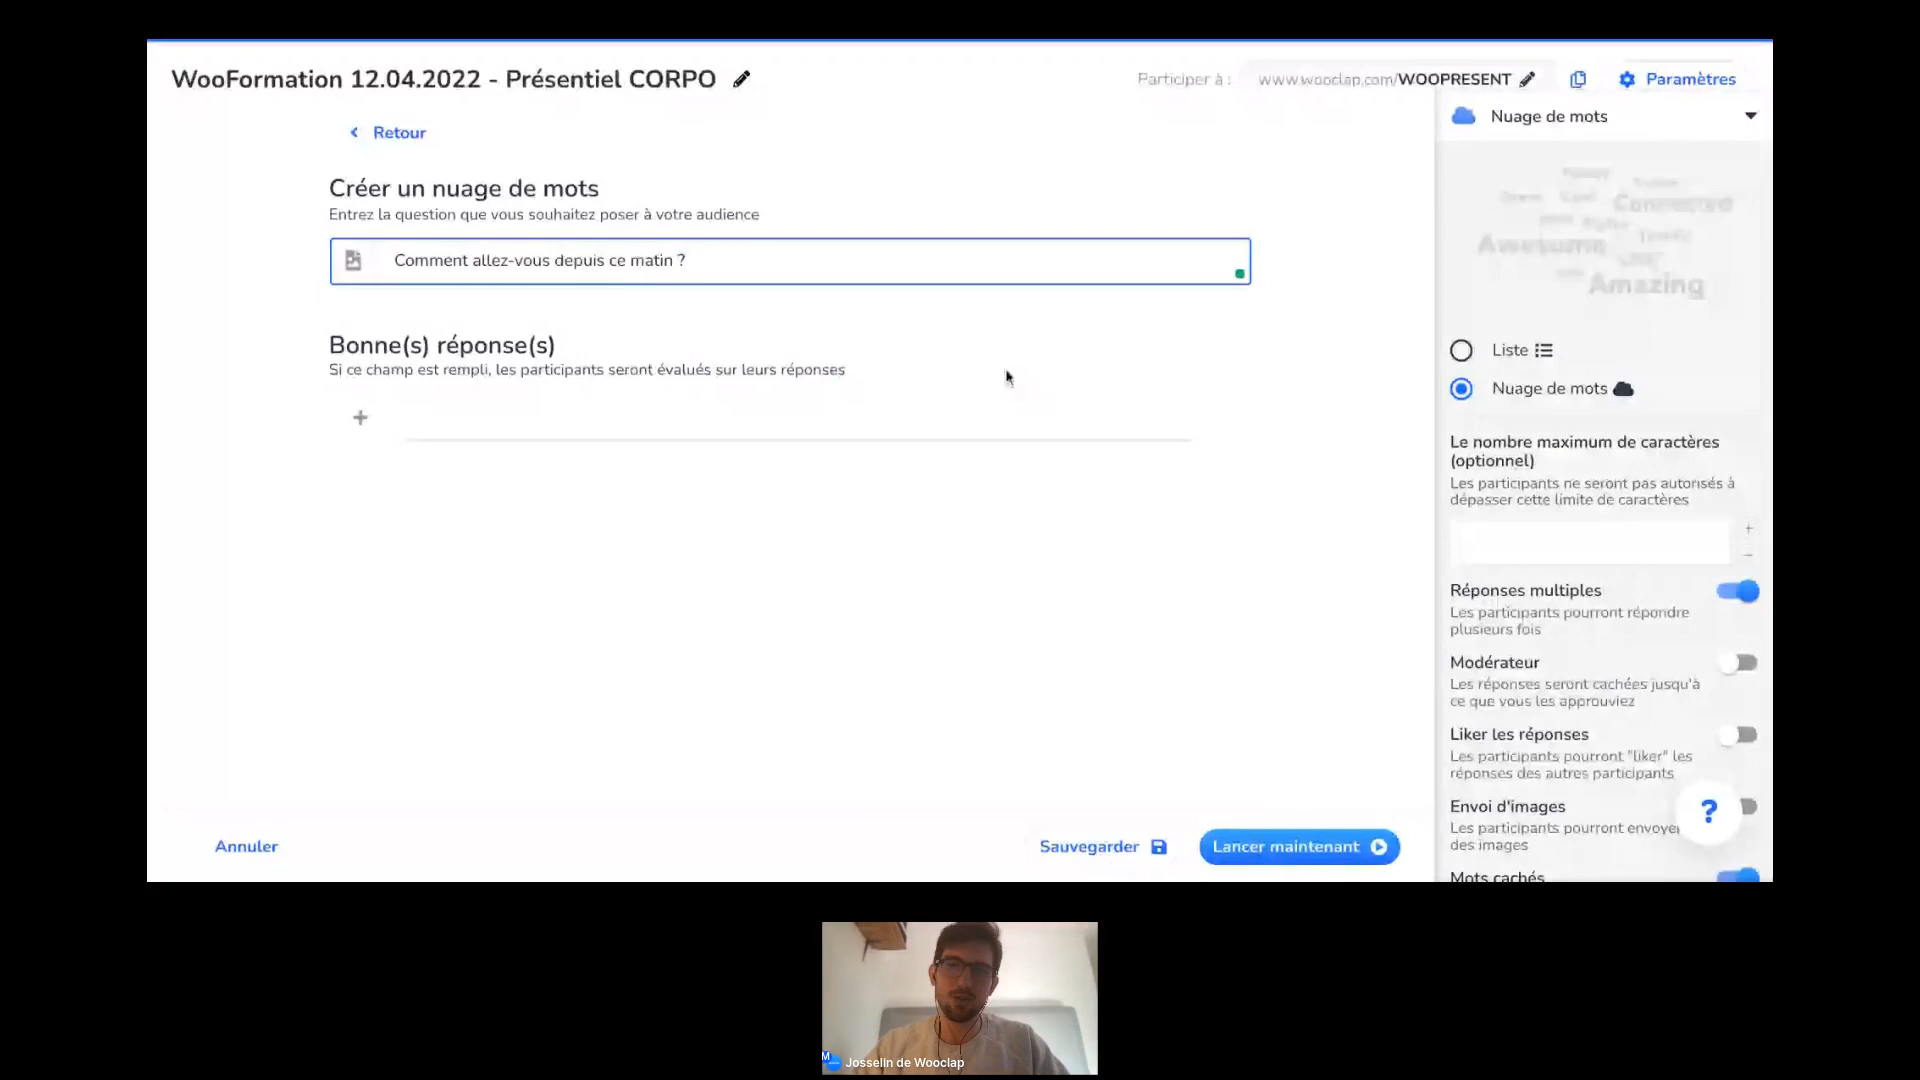 WooFormation 12.04.2022 - Présentiel CORPO
Participer à :
www.wooclap.com/WOOPRESENT
Paramètres
Retour
Créer un nuage de mots
Entrez la question que vous souhaitez poser à votre audience
Comment allez-vous depuis ce matin ?
Bonne(s) réponse(s)
Si ce champ est rempli, les participants seront évalués sur leurs réponses
+
Annuler
Sauvegarder
Lancer maintenant
Nuage de mots
Connected
Awesome
Amazing
Liste
Nuage de mots
Le nombre maximum de caractères
(optionnel)
Les participants ne seront pas autorisés à
dépasser cette limite de caractères
+
−
Réponses multiples
Les participants pourront répondre
plusieurs fois
Modérateur
Les réponses seront cachées jusqu'à
ce que vous les approuviez
Liker les réponses
Les participants pourront "liker" les
réponses des autres participants
Envoi d'images
Les participants pourront envoyer
des images
?
Mots cachés
M
Josselin de Wooclap